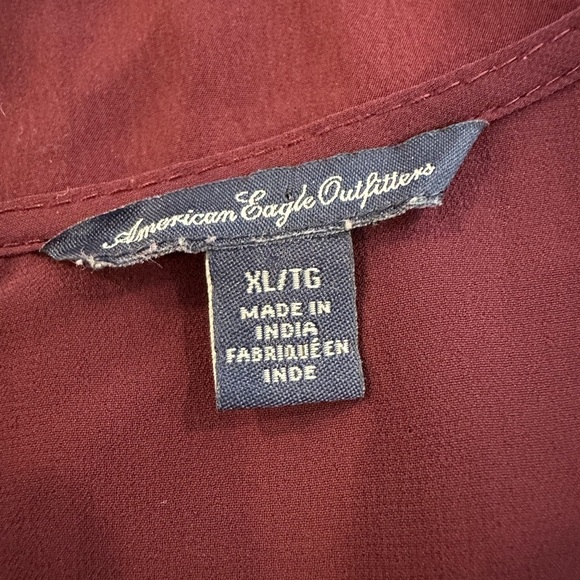 American Eagle Outfitters
XL/TG
MADE IN
INDIA
FABRIQUÉ EN
INDE